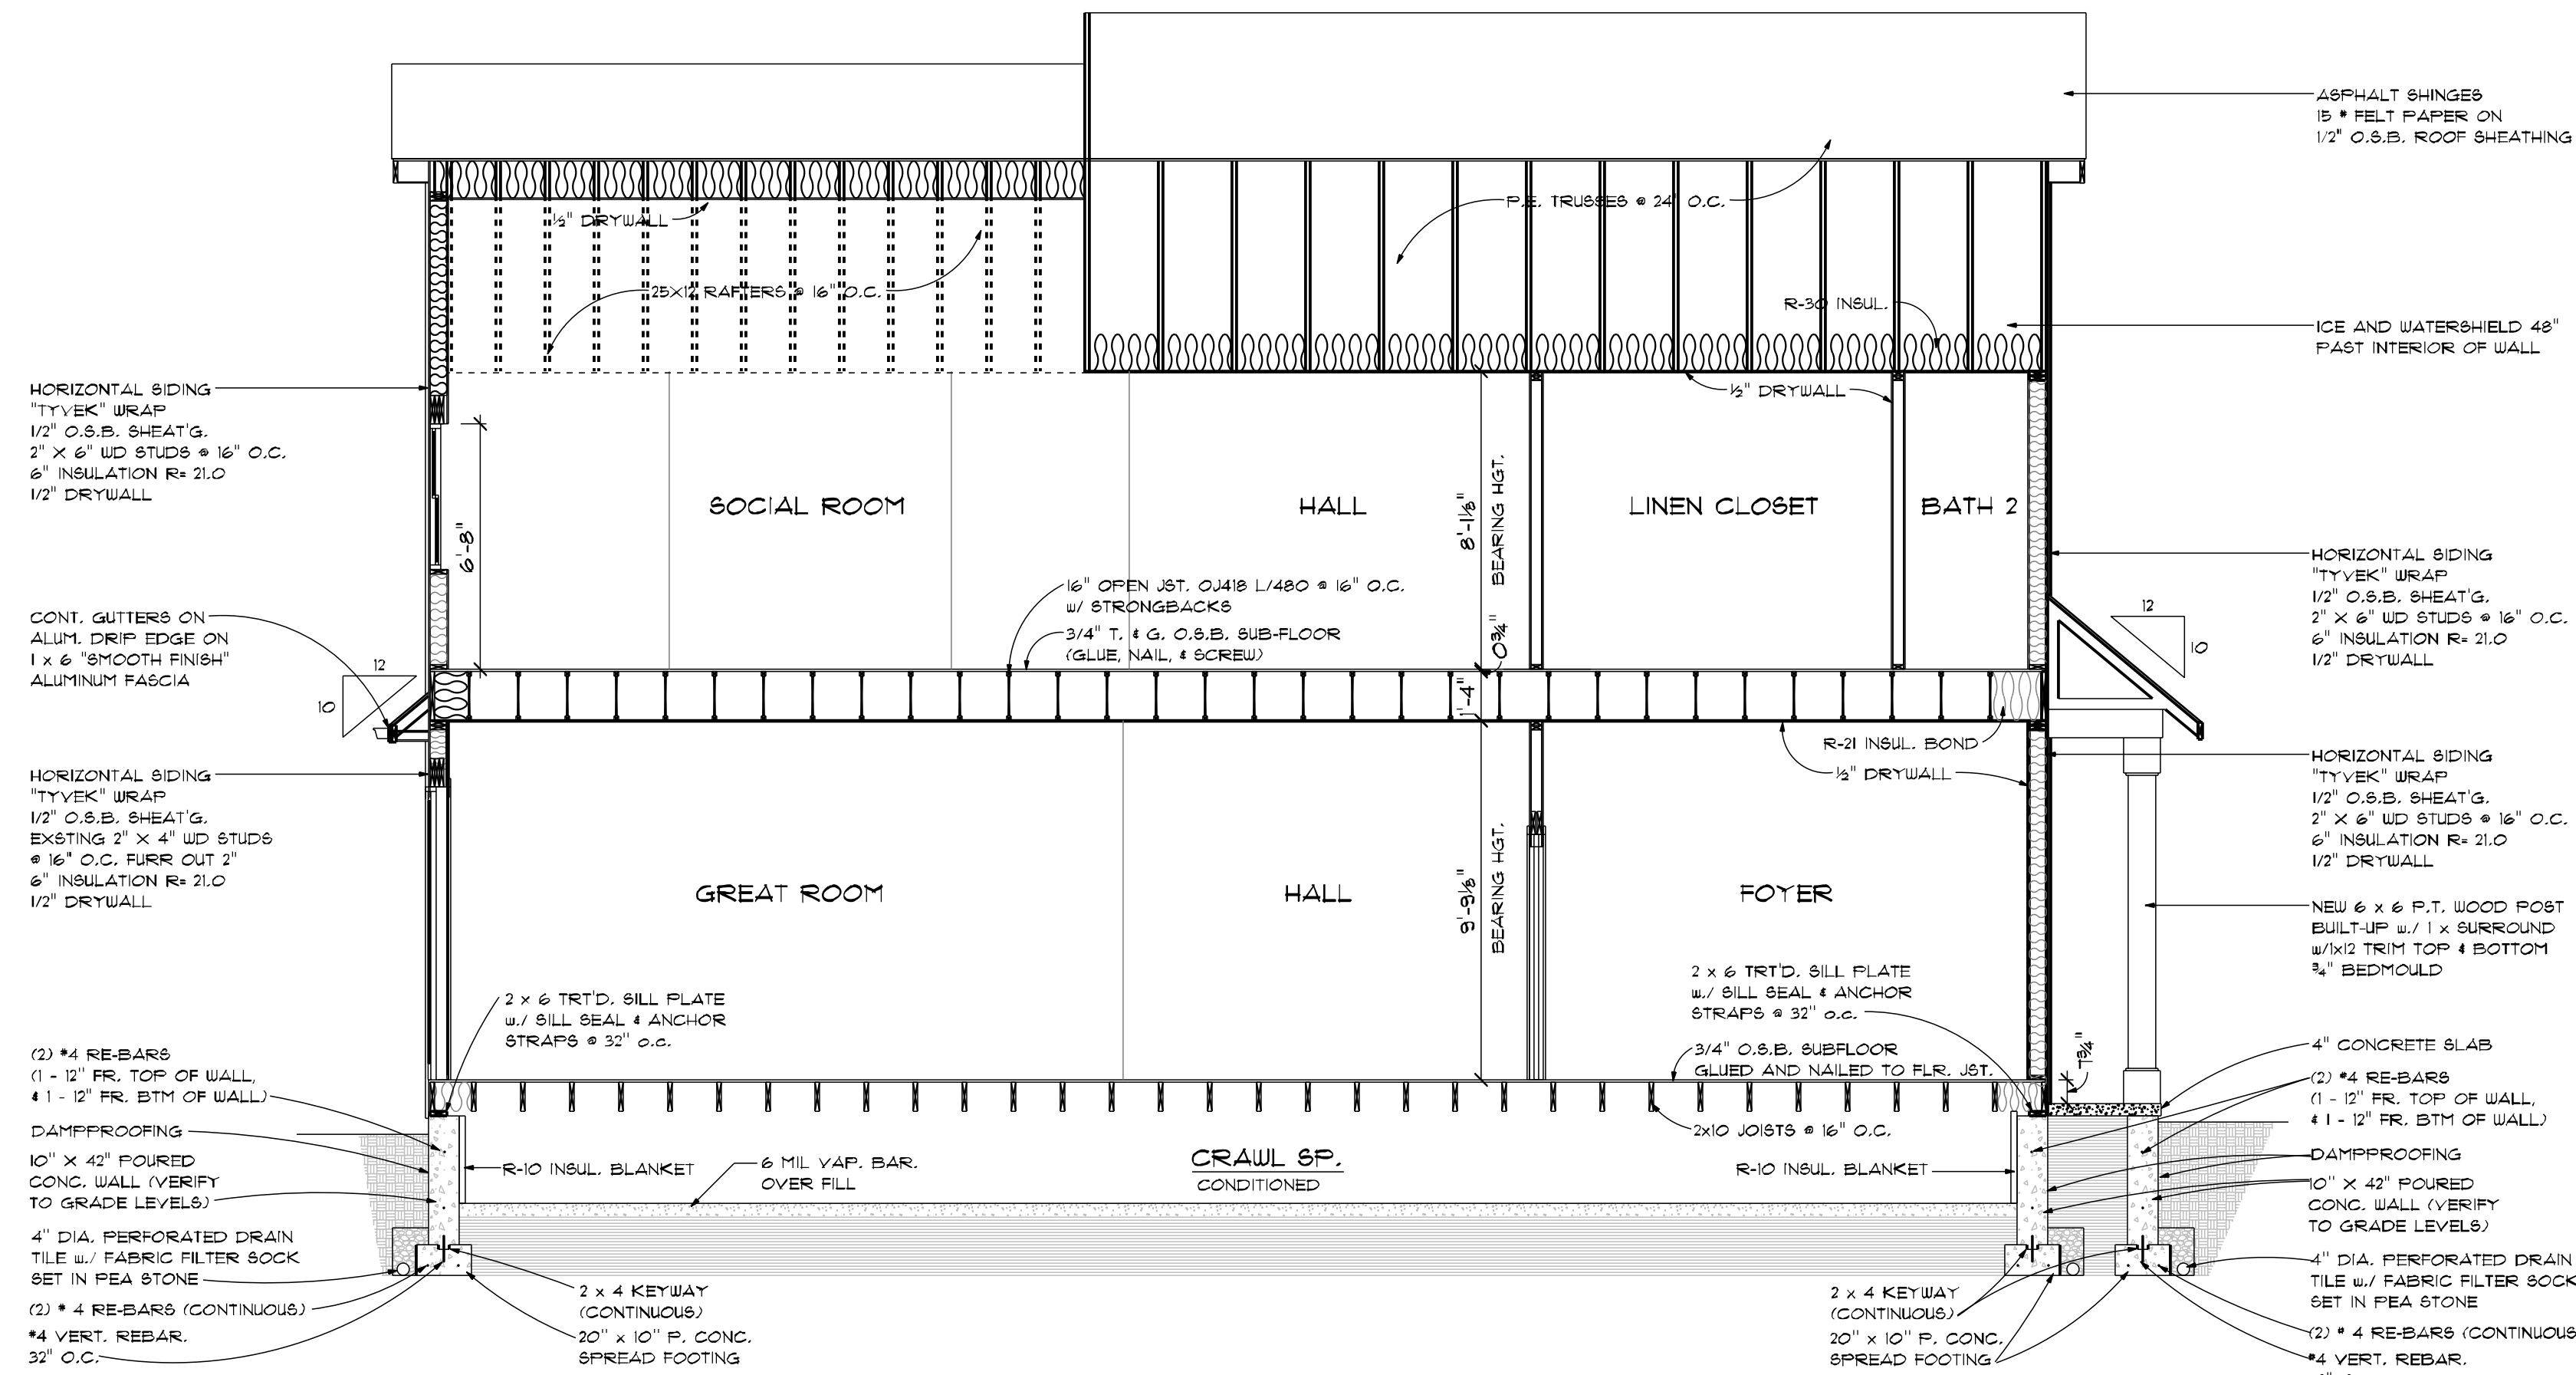 ASPHALT SHINGES
15 # FELT PAPER ON
1/2" O.S.B. ROOF SHEATHING
½" DRYWALL
P.E. TRUSSES @ 24" O.C.
25X12 RAFTERS @ 16" O.C.
R-30 INSUL.
ICE AND WATERSHIELD 48"
PAST INTERIOR OF WALL
HORIZONTAL SIDING
"TYVEK" WRAP
1/2" O.S.B. SHEAT'G.
2" X 6" WD STUDS @ 16" O.C.
6" INSULATION R= 21.0
1/2" DRYWALL
½" DRYWALL
6'-8"
SOCIAL ROOM
HALL
8'-1⅛"
BEARING HGT.
LINEN CLOSET
BATH 2
HORIZONTAL SIDING
"TYVEK" WRAP
1/2" O.S.B. SHEAT'G.
2" X 6" WD STUDS @ 16" O.C.
6" INSULATION R= 21.0
1/2" DRYWALL
12
10
CONT. GUTTERS ON
ALUM. DRIP EDGE ON
1 x 6 "SMOOTH FINISH"
ALUMINUM FASCIA
12
10
16" OPEN JST. OJ418 L/480 @ 16" O.C.
w/ STRONGBACKS
3/4" T. & G. O.S.B. SUB-FLOOR
(GLUE, NAIL, & SCREW)
0¾"
1'-4"
R-21 INSUL. BOND
½" DRYWALL
HORIZONTAL SIDING
"TYVEK" WRAP
1/2" O.S.B. SHEAT'G.
EXSTING 2" X 4" WD STUDS
@ 16" O.C. FURR OUT 2"
6" INSULATION R= 21.0
1/2" DRYWALL
HORIZONTAL SIDING
"TYVEK" WRAP
1/2" O.S.B. SHEAT'G.
2" X 6" WD STUDS @ 16" O.C.
6" INSULATION R= 21.0
1/2" DRYWALL
GREAT ROOM
HALL
9'-9⅛"
BEARING HGT.
FOYER
NEW 6 x 6 P.T. WOOD POST
BUILT-UP w./ 1 x SURROUND
w/1x12 TRIM TOP & BOTTOM
¾" BEDMOULD
2 x 6 TRT'D. SILL PLATE
w./ SILL SEAL & ANCHOR
STRAPS @ 32" o.c.
2 x 6 TRT'D. SILL PLATE
w./ SILL SEAL & ANCHOR
STRAPS @ 32" o.c.
3/4" O.S.B. SUBFLOOR
GLUED AND NAILED TO FLR. JST.
7¾"
4" CONCRETE SLAB
(2) #4 RE-BARS
(1 - 12" FR. TOP OF WALL,
& 1 - 12" FR. BTM OF WALL)
(2) #4 RE-BARS
(1 - 12" FR. TOP OF WALL,
& 1 - 12" FR. BTM OF WALL)
DAMPPROOFING
10" X 42" POURED
CONC. WALL (VERIFY
TO GRADE LEVELS)
R-10 INSUL. BLANKET
6 MIL VAP. BAR.
OVER FILL
CRAWL SP.
CONDITIONED
2x10 JOISTS @ 16" O.C.
R-10 INSUL. BLANKET
DAMPPROOFING
10" X 42" POURED
CONC. WALL (VERIFY
TO GRADE LEVELS)
4" DIA. PERFORATED DRAIN
TILE w./ FABRIC FILTER SOCK
SET IN PEA STONE
(2) # 4 RE-BARS (CONTINUOUS)
#4 VERT. REBAR.
32" O.C.
2 x 4 KEYWAY
(CONTINUOUS)
20" x 10" P. CONC.
SPREAD FOOTING
2 x 4 KEYWAY
(CONTINUOUS)
20" x 10" P. CONC.
SPREAD FOOTING
4" DIA. PERFORATED DRAIN
TILE w./ FABRIC FILTER SOCK
SET IN PEA STONE
(2) # 4 RE-BARS (CONTINUOUS
#4 VERT. REBAR.